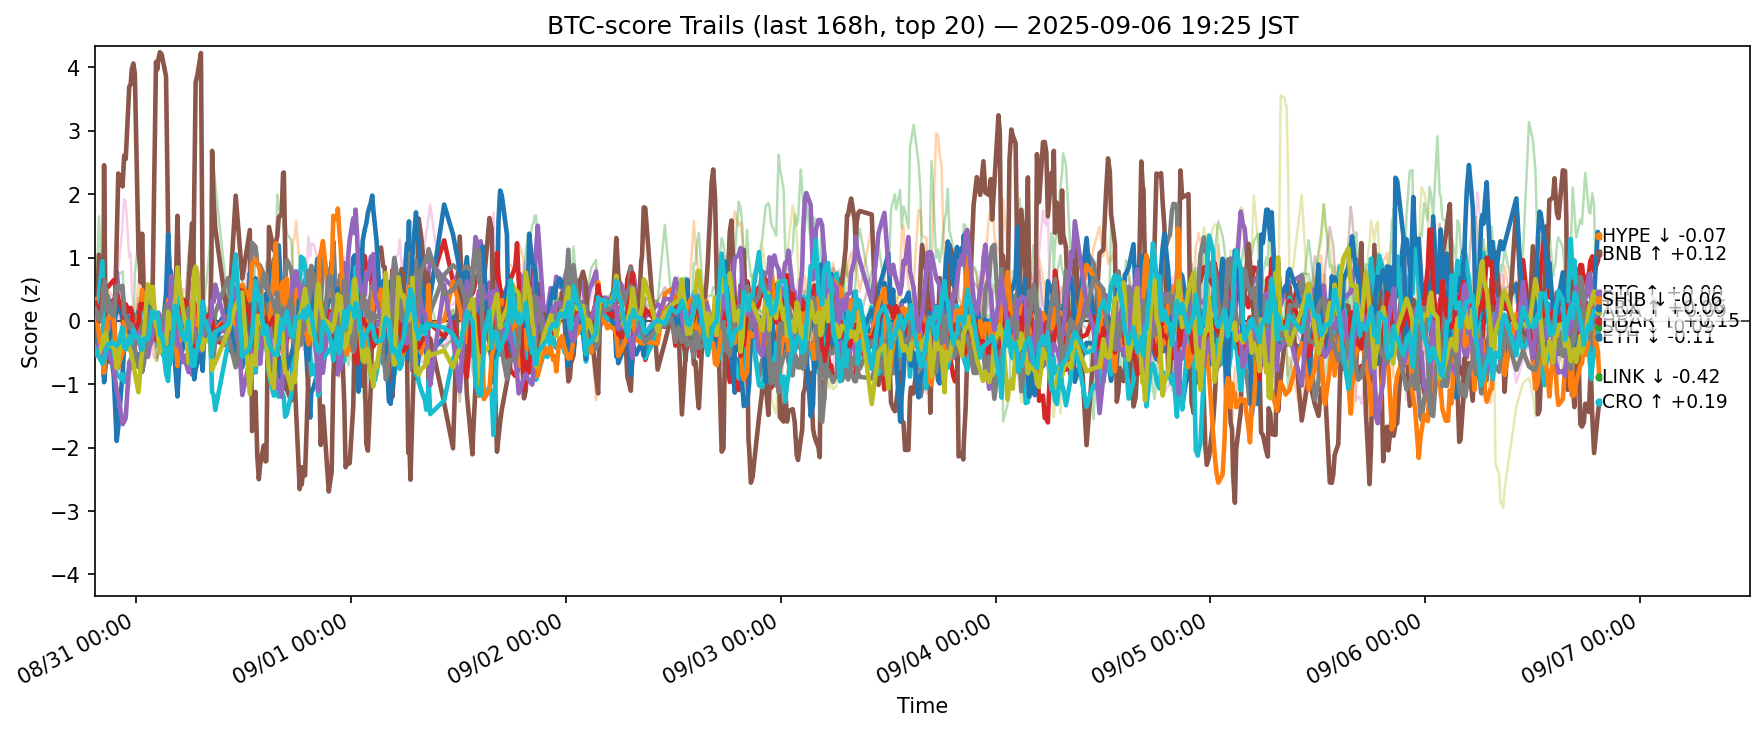 BTC-score Trails (last 168h, top 20) — 2025-09-06 19:25 JST
Score (z)
4
3
2
1
0
−1
−2
−3
−4
HYPE ↓ -0.07
BNB ↑ +0.12
SHIB ↓ -0.06
ETH ↓ -0.11
LINK ↓ -0.42
CRO ↑ +0.19
08/31 00:00
09/01 00:00
09/02 00:00
09/03 00:00
09/04 00:00
09/05 00:00
09/06 00:00
09/07 00:00
Time